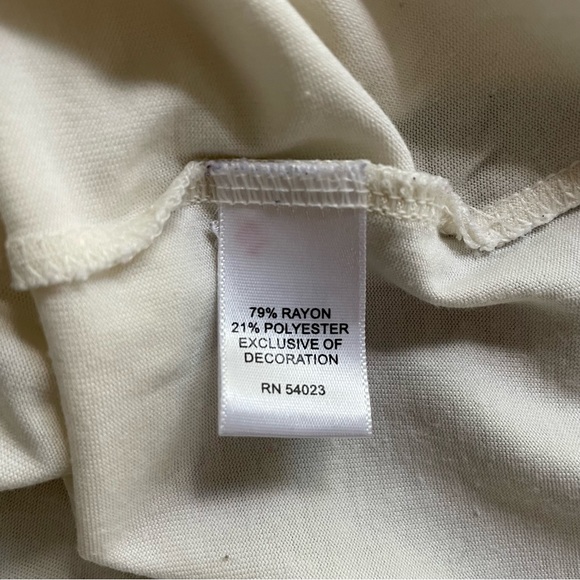 79% RAYON
21% POLYESTER
EXCLUSIVE OF
DECORATION
RN 54023